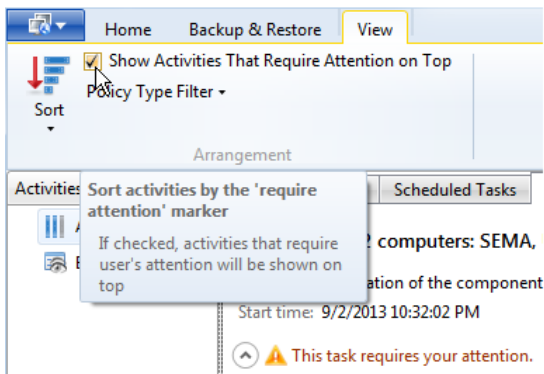 Home Backup & Restore View
Show Activities That Require Attention on Top
Policy Type Filter
Sort
Arrangement
Activities Scheduled Tasks
Sort activities by the 'require
attention' marker
If checked, activities that require
user's attention will be shown on
top
2 computers: SEMA,
ation of the component
Start time: 9/2/2013 10:32:02 PM
This task requires your attention.